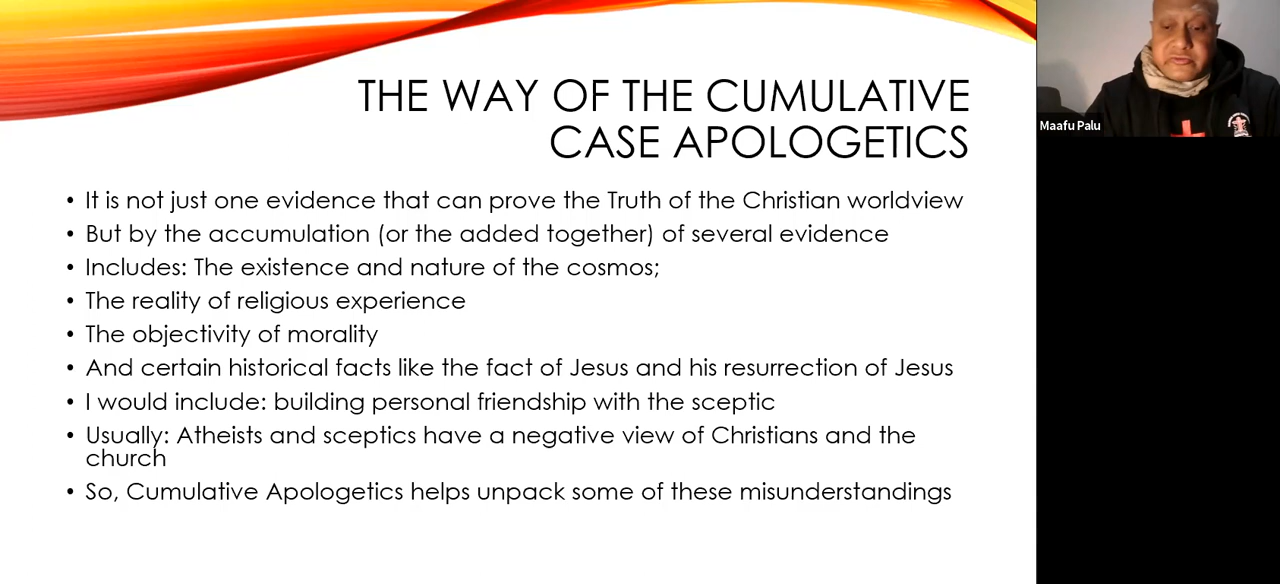 THE WAY OF THE CUMULATIVE
CASE APOLOGETICS
• It is not just one evidence that can prove the Truth of the Christian worldview
• But by the accumulation (or the added together) of several evidence
• Includes: The existence and nature of the cosmos;
• The reality of religious experience
• The objectivity of morality
• And certain historical facts like the fact of Jesus and his resurrection of Jesus
• I would include: building personal friendship with the sceptic
• Usually: Atheists and sceptics have a negative view of Christians and the
church
• So, Cumulative Apologetics helps unpack some of these misunderstandings
Maafu Palu